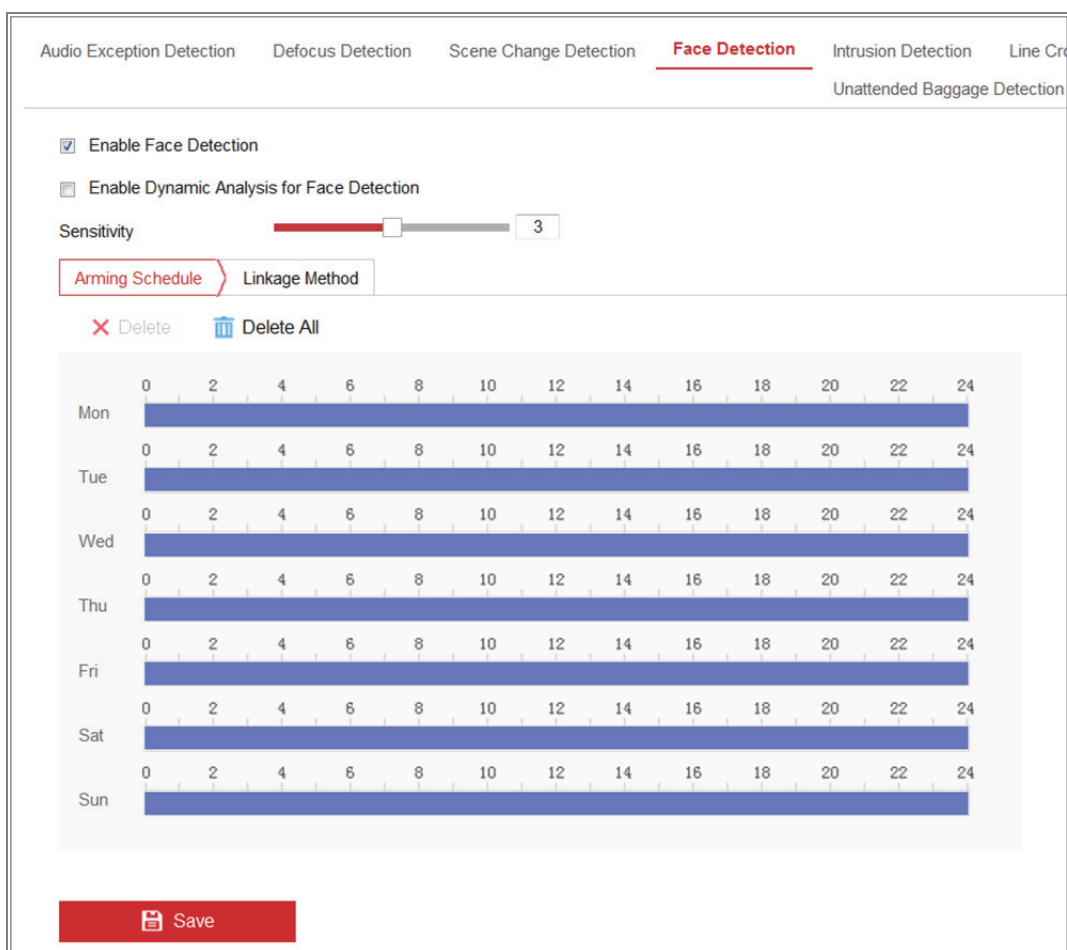 Audio Exception Detection Defocus Detection Scene Change Detection Face Detection Intrusion Detection Line Cro
Unattended Baggage Detection
Enable Face Detection
Enable Dynamic Analysis for Face Detection
Sensitivity 3
Arming Schedule Linkage Method
Delete Delete All
0 2 4 6 8 10 12 14 16 18 20 22 24
Mon
0 2 4 6 8 10 12 14 16 18 20 22 24
Tue
0 2 4 6 8 10 12 14 16 18 20 22 24
Wed
0 2 4 6 8 10 12 14 16 18 20 22 24
Thu
0 2 4 6 8 10 12 14 16 18 20 22 24
Fri
0 2 4 6 8 10 12 14 16 18 20 22 24
Sat
0 2 4 6 8 10 12 14 16 18 20 22 24
Sun
Save